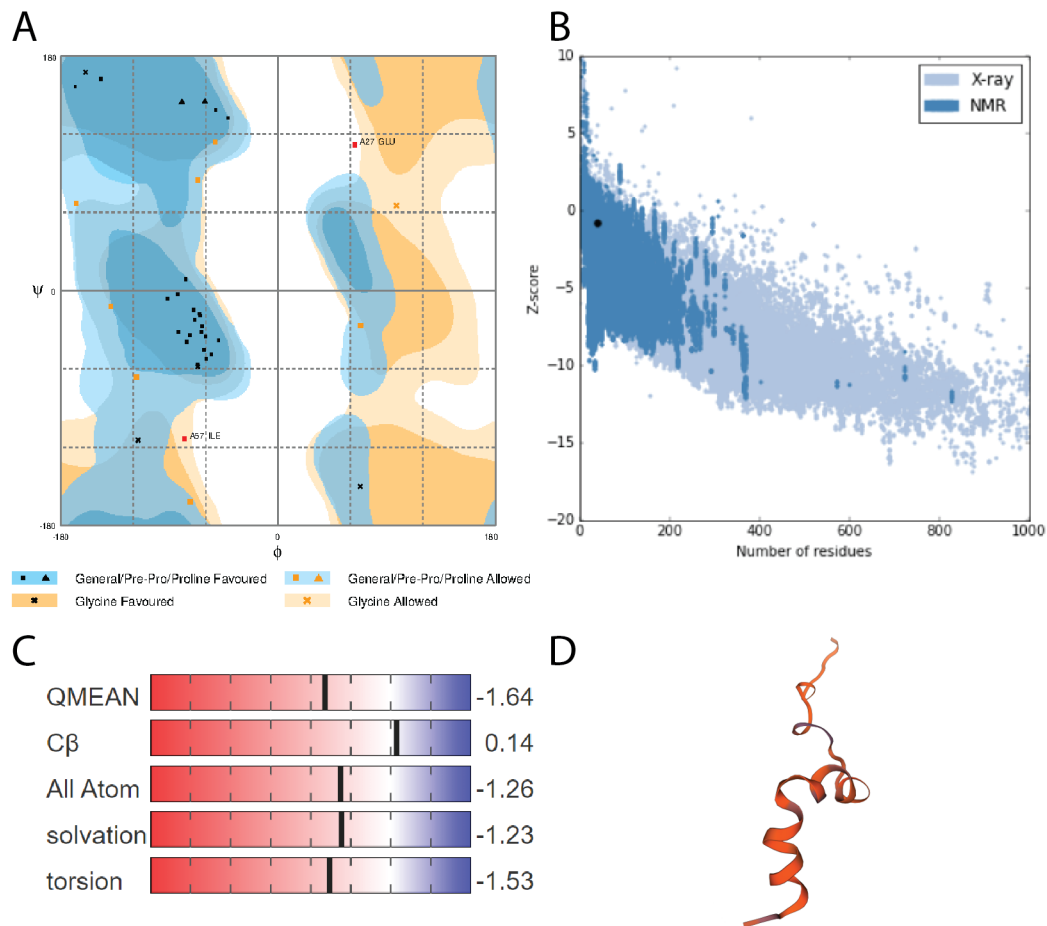 A
180
A27 GLU
Ψ
0
A57 ILE
-180
-180
0
180
ϕ
General/Pre-Pro/Proline Favoured
General/Pre-Pro/Proline Allowed
Glycine Favoured
Glycine Allowed
B
10
5
0
−5
−10
−15
−20
Z-score
X-ray
NMR
0
200
400
600
800
1000
Number of residues
C
QMEAN
-1.64
Cβ
0.14
All Atom
-1.26
solvation
-1.23
torsion
-1.53
D